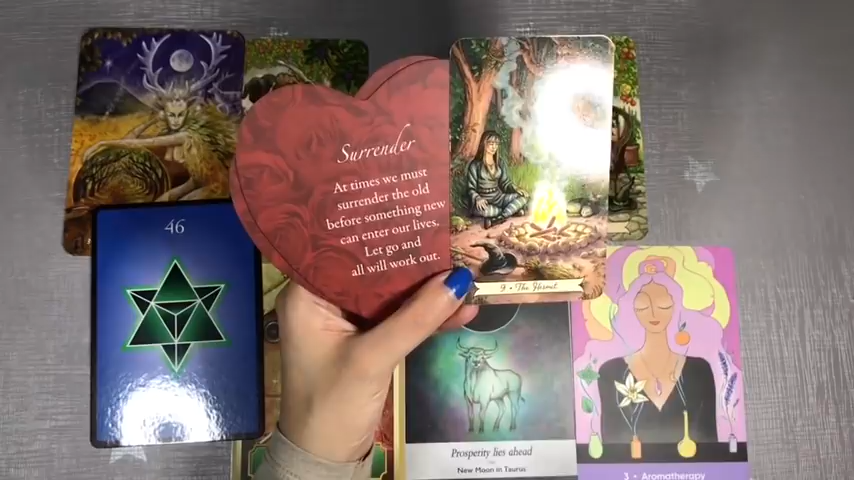 Surrender
At times we must
surrender the old
before something new
can enter our lives.
Let go and
all will work out.
9 • The Hermit
46
Prosperity lies ahead
New Moon in Taurus
3 - Aromatherapy